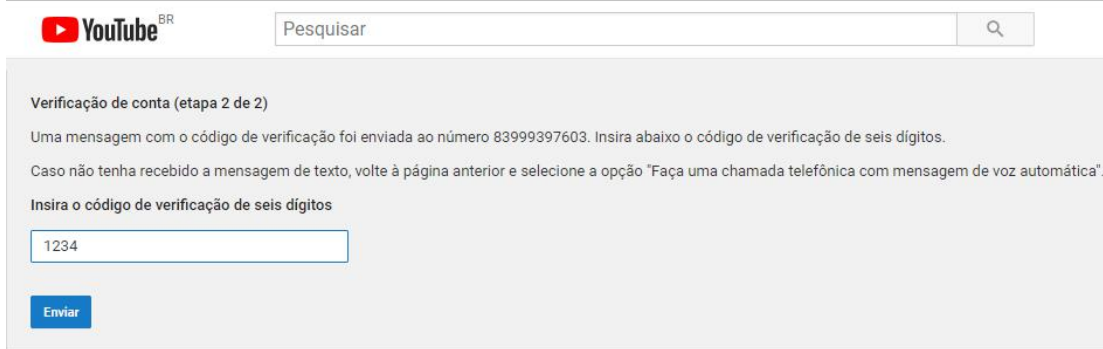 YouTube BR
Pesquisar
Verificação de conta (etapa 2 de 2)
Uma mensagem com o código de verificação foi enviada ao número 83999397603. Insira abaixo o código de verificação de seis dígitos.
Caso não tenha recebido a mensagem de texto, volte à página anterior e selecione a opção "Faça uma chamada telefônica com mensagem de voz automática".
Insira o código de verificação de seis dígitos
1234
Enviar